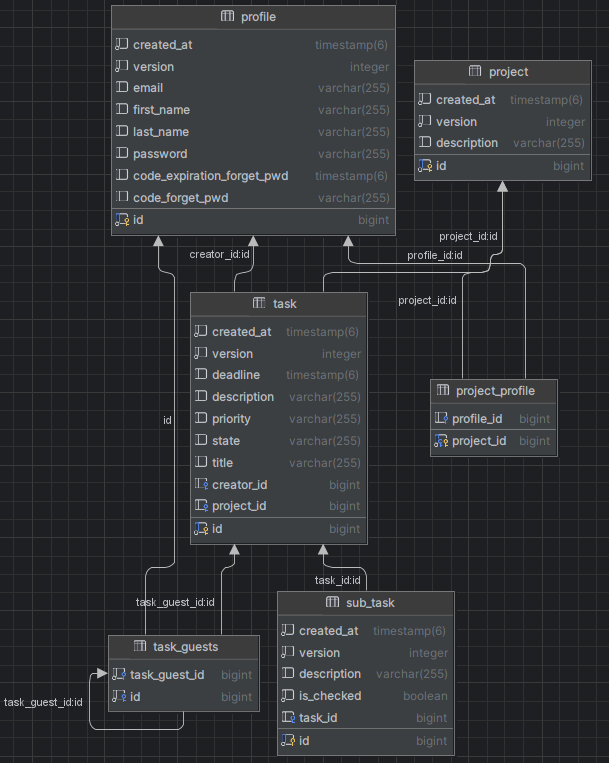 profile
created_at timestamp(6)
version integer
email varchar(255)
first_name varchar(255)
last_name varchar(255)
password varchar(255)
code_expiration_forget_pwd timestamp(6)
code_forget_pwd varchar(255)
id bigint
project
created_at timestamp(6)
version integer
description varchar(255)
id bigint
creator_id:id
project_id:id
profile_id:id
project_id:id
task
created_at timestamp(6)
version integer
deadline timestamp(6)
description varchar(255)
priority varchar(255)
state varchar(255)
title varchar(255)
creator_id bigint
project_id bigint
id bigint
project_profile
profile_id bigint
project_id bigint
id
task_id:id
task_guest_id:id
task_guests
task_guest_id bigint
id bigint
task_guest_id:id
sub_task
created_at timestamp(6)
version integer
description varchar(255)
is_checked boolean
task_id bigint
id bigint